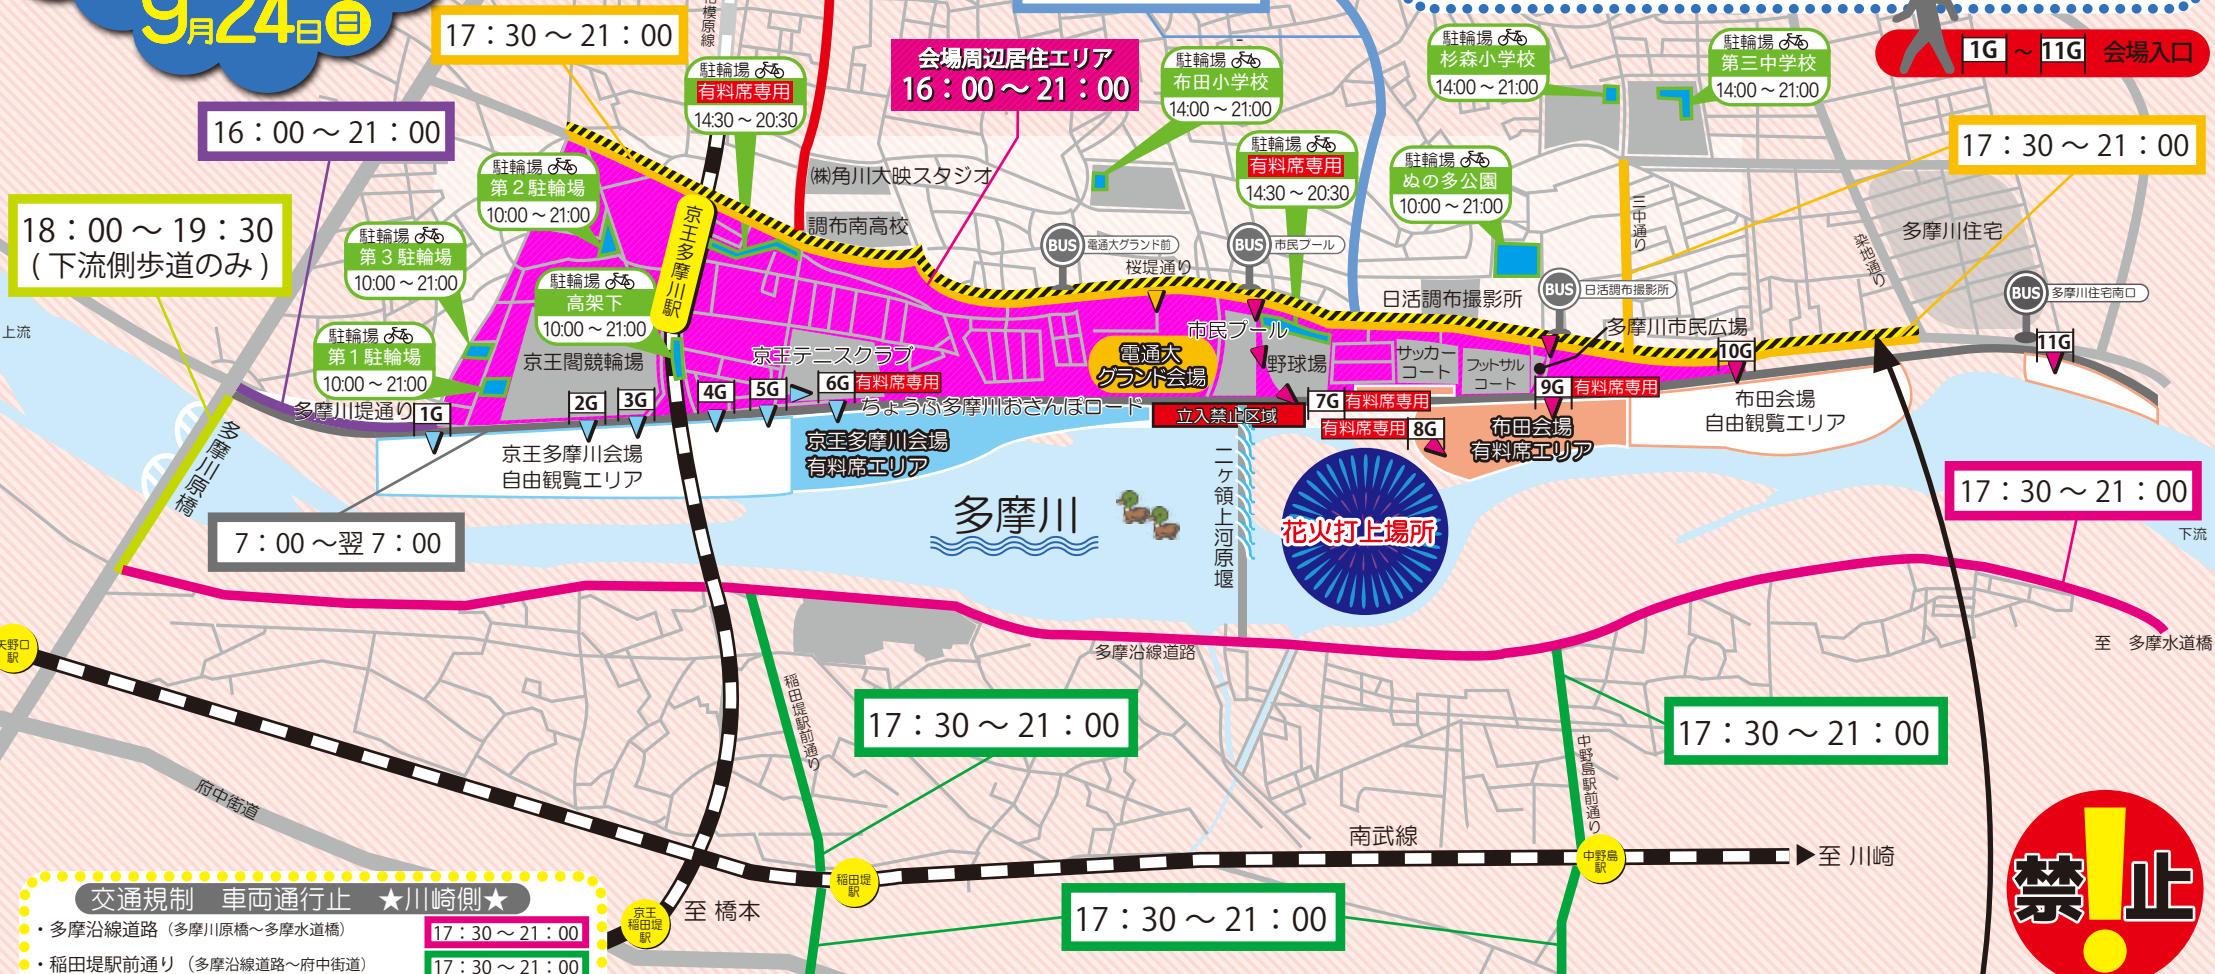 9月24日日
17：30 ～ 21：00
相模原線
会場周辺居住エリア
16：00 ～ 21：00
1G ～ 11G 会場入口
駐輪場
有料席専用
14:30 ～ 20:30
駐輪場
布田小学校
14:00 ～ 21:00
駐輪場
杉森小学校
14:00 ～ 21:00
駐輪場
第三中学校
14:00 ～ 21:00
16：00 ～ 21：00
17：30 ～ 21：00
駐輪場
第２駐輪場
10:00 ～ 21:00
㈱角川大映スタジオ
調布南高校
駐輪場
有料席専用
14:30 ～ 20:30
駐輪場
ぬの多公園
10:00 ～ 21:00
三中通り
染地通り
多摩川住宅
18：00 ～ 19：30
( 下流側歩道のみ )
駐輪場
第３駐輪場
10:00 ～ 21:00
京王多摩川駅
BUS 電通大グランド前
BUS 市民プール
桜堤通り
駐輪場
高架下
10:00 ～ 21:00
日活調布撮影所
BUS 日活調布撮影所
BUS 多摩川住宅南口
上流
駐輪場
第１駐輪場
10:00 ～ 21:00
京王閣競輪場
京王テニスクラブ
電通大
グランド会場
市民プール
野球場
サッカー
コート
フットサル
コート
多摩川市民広場
10G
11G
多摩川堤通り
1G
2G
3G
4G
5G
6G 有料席専用
ちょうふ多摩川おさんぽロード
立入禁止区域
7G 有料席専用
有料席専用 8G
9G 有料席専用
布田会場
有料席エリア
布田会場
自由観覧エリア
京王多摩川会場
自由観覧エリア
京王多摩川会場
有料席エリア
多摩川原橋
7：00 ～翌 7：00
多摩川
二ヶ領上河原堰
花火打上場所
17：30 ～ 21：00
下流
矢野口
駅
多摩沿線道路
至　多摩水道橋
稲田堤駅前通り
17：30 ～ 21：00
中野島駅前通り
17：30 ～ 21：00
府中街道
南武線
中野島
駅
至 川崎
稲田堤
駅
京王
稲田堤
駅
至 橋本
17：30 ～ 21：00
禁！止
交通規制　車両通行止　★川崎側★
・多摩沿線道路（多摩川原橋～多摩水道橋） 17：30 ～ 21：00
・稲田堤駅前通り（多摩沿線道路～府中街道） 17：30 ～ 21：00